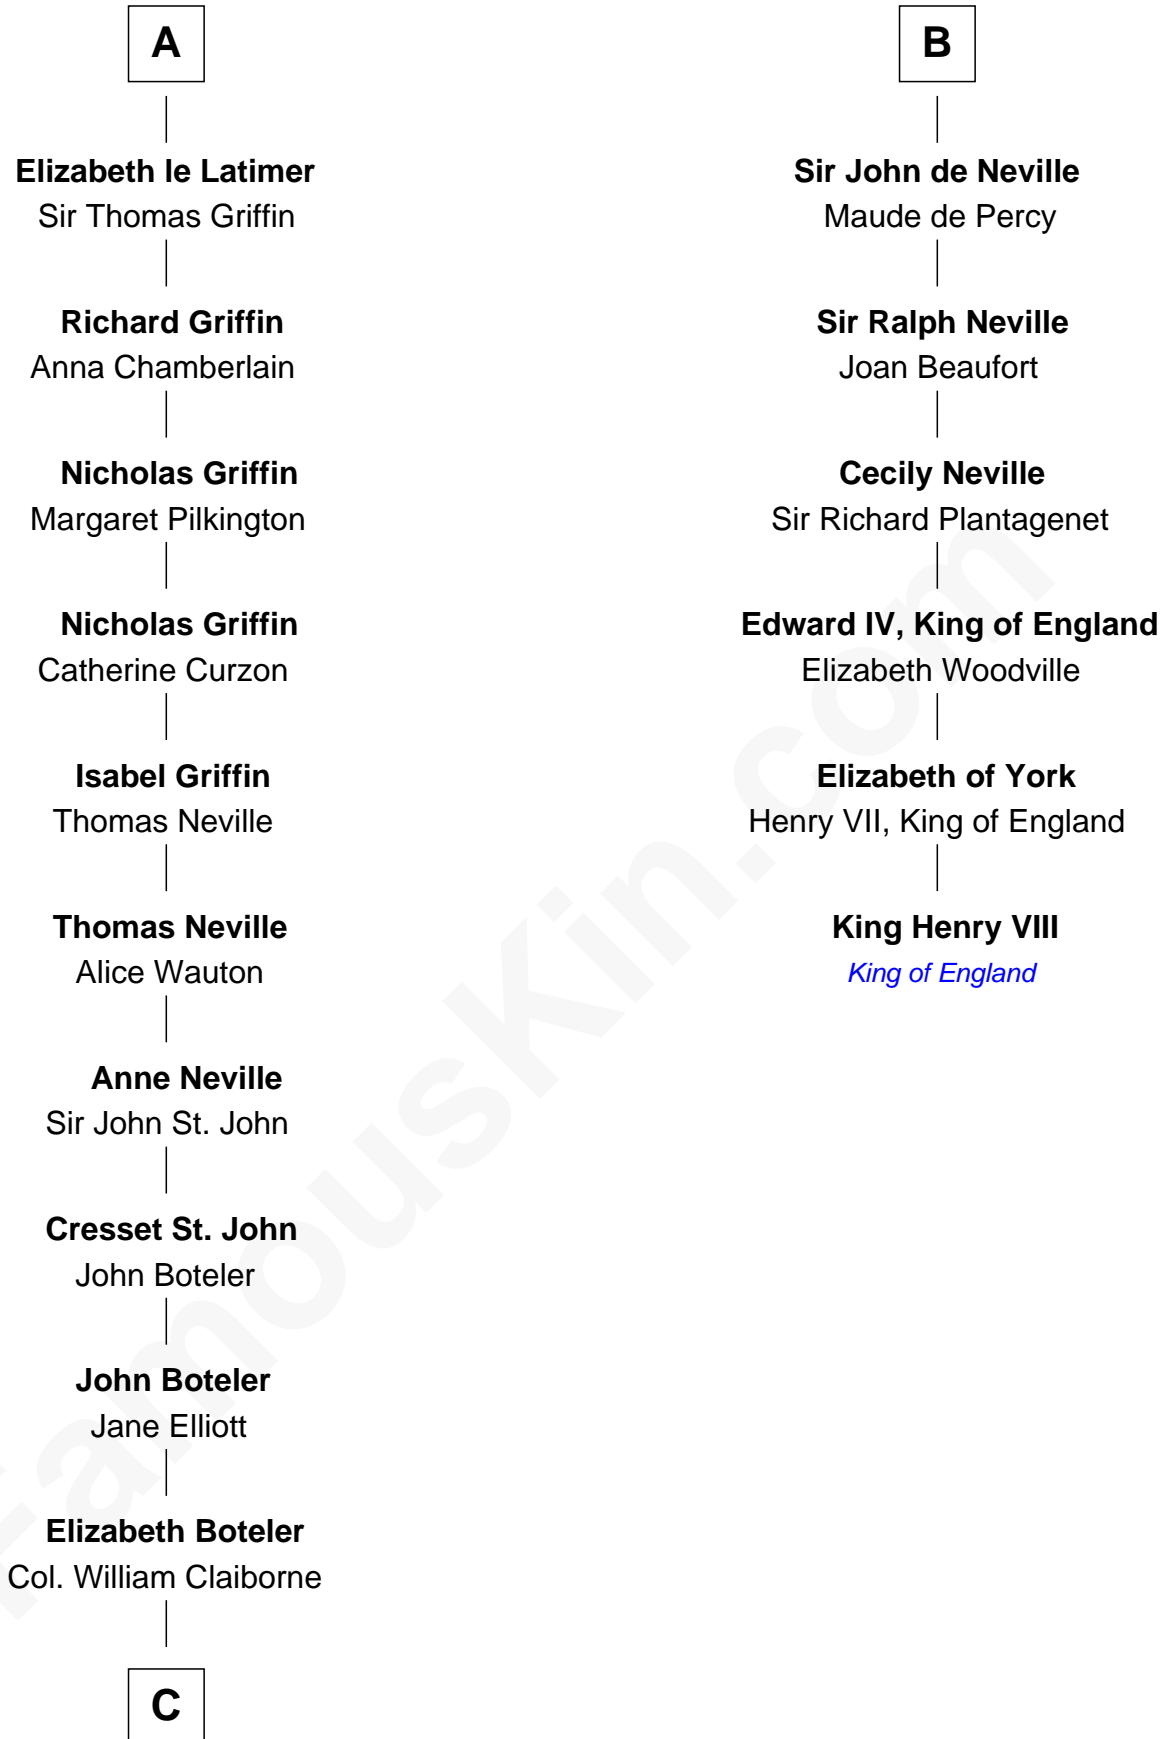 A
Elizabeth le Latimer
Sir Thomas Griffin
Richard Griffin
Anna Chamberlain
Nicholas Griffin
Margaret Pilkington
Nicholas Griffin
Catherine Curzon
Isabel Griffin
Thomas Neville
Thomas Neville
Alice Wauton
Anne Neville
Sir John St. John
Cresset St. John
John Boteler
John Boteler
Jane Elliott
Elizabeth Boteler
Col. William Claiborne
C
B
Sir John de Neville
Maude de Percy
Sir Ralph Neville
Joan Beaufort
Cecily Neville
Sir Richard Plantagenet
Edward IV, King of England
Elizabeth Woodville
Elizabeth of York
Henry VII, King of England
King Henry VIII
King of England
FamousKin.com